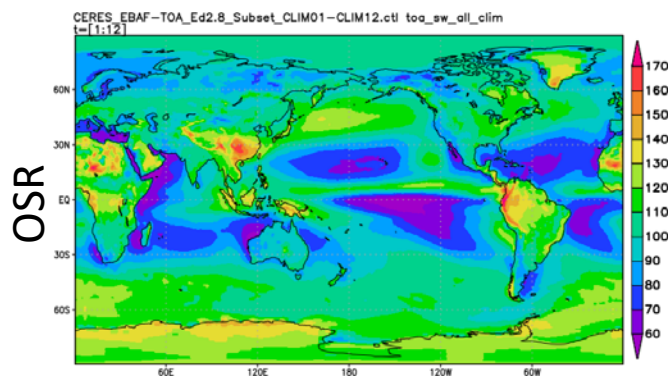 CERES_EBAF-TOA_Ed2.8_Subset_CLIM01-CLIM12.ctl toa_sw_all_clim
t=[1:12]
OSR
60N
30N
EQ
30S
60S
60E
120E
180
120W
60W
170
160
150
140
130
120
110
100
90
80
70
60